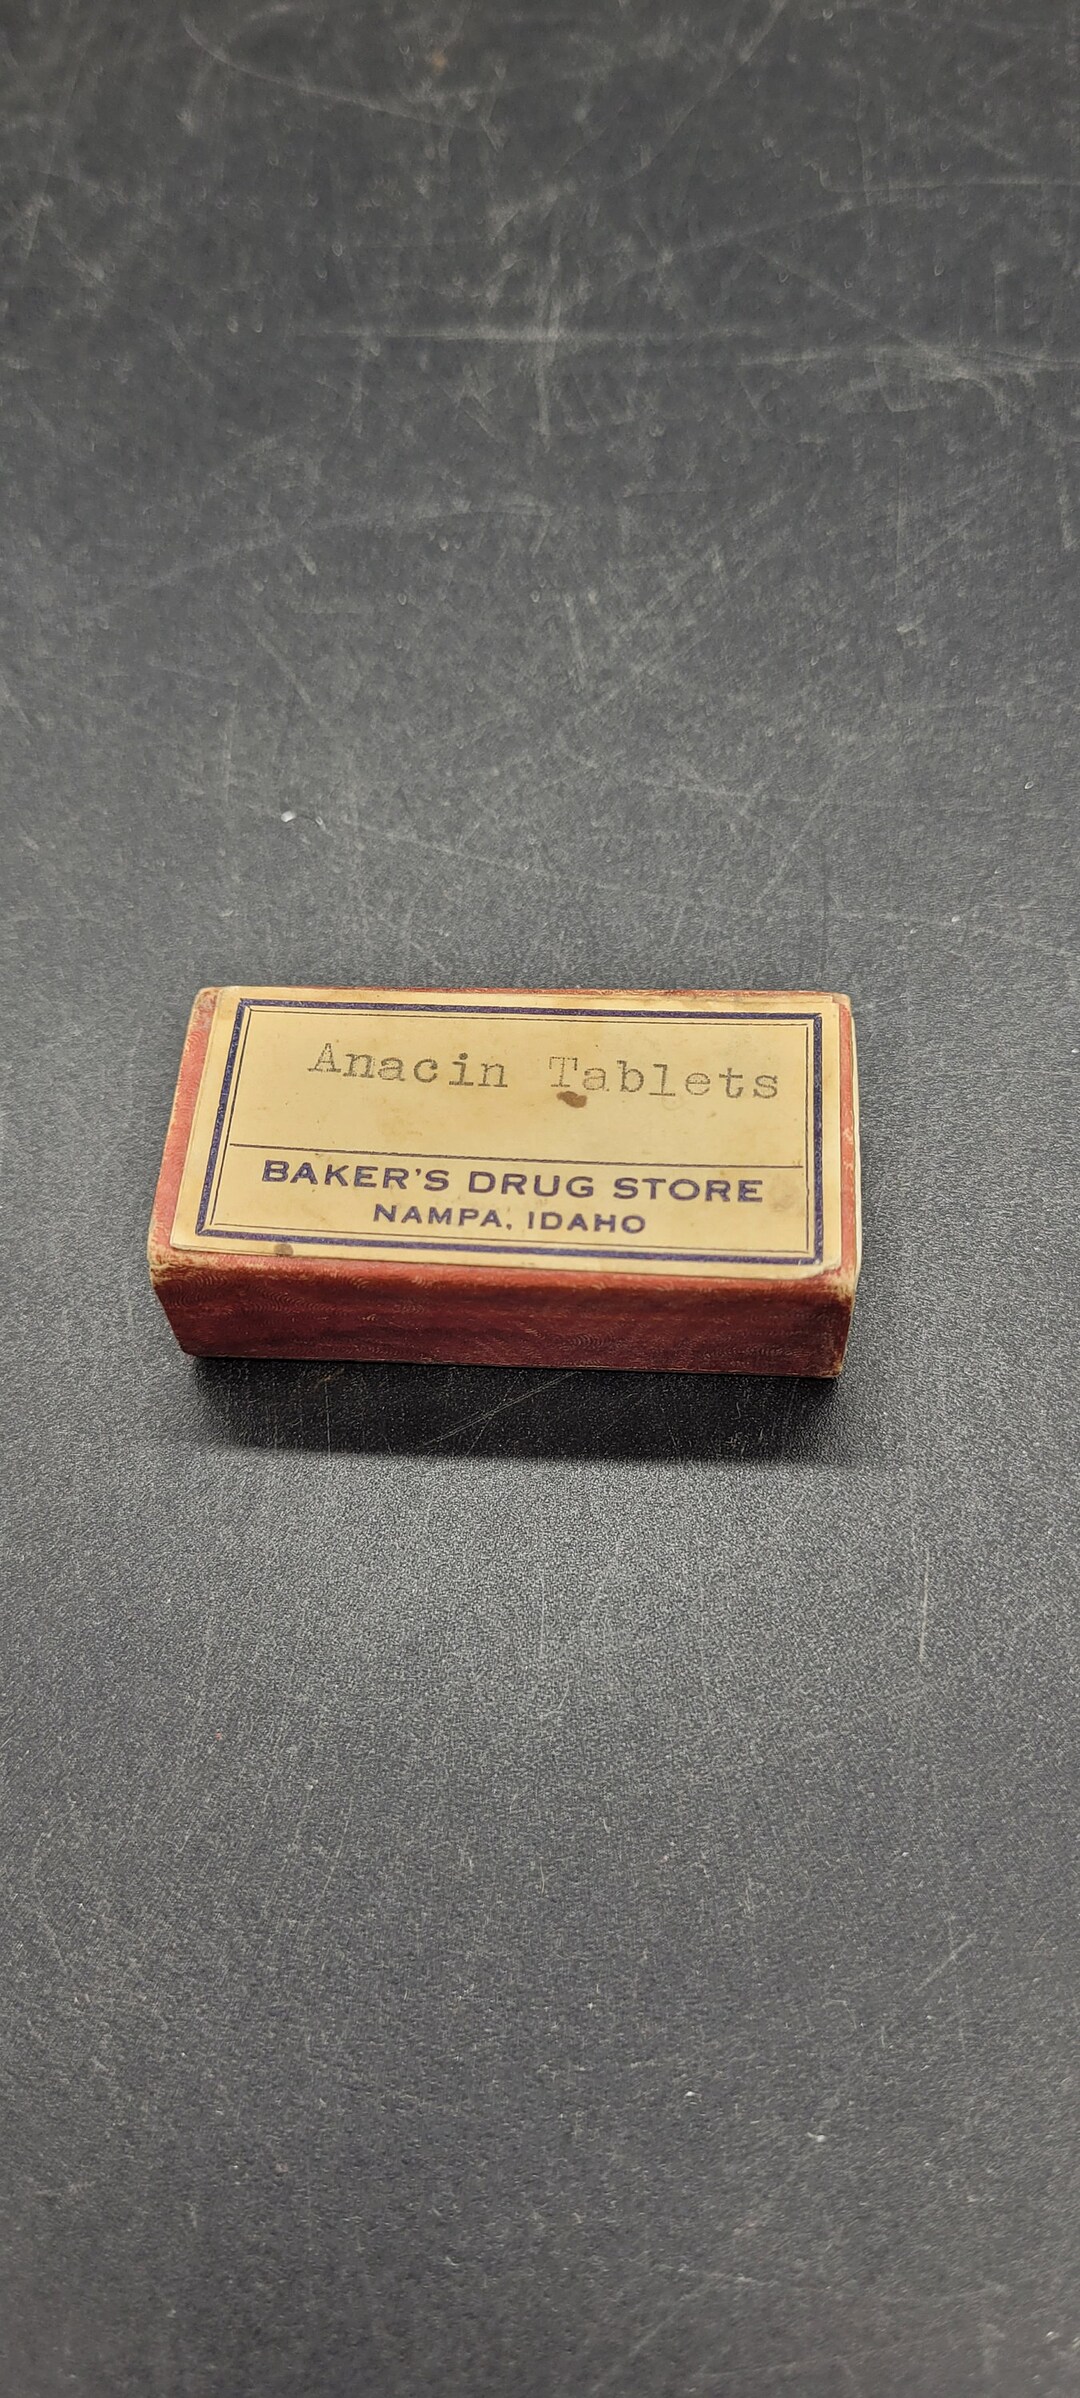 Anacin Tablets
BAKER'S DRUG STORE
NAMPA, IDAHO